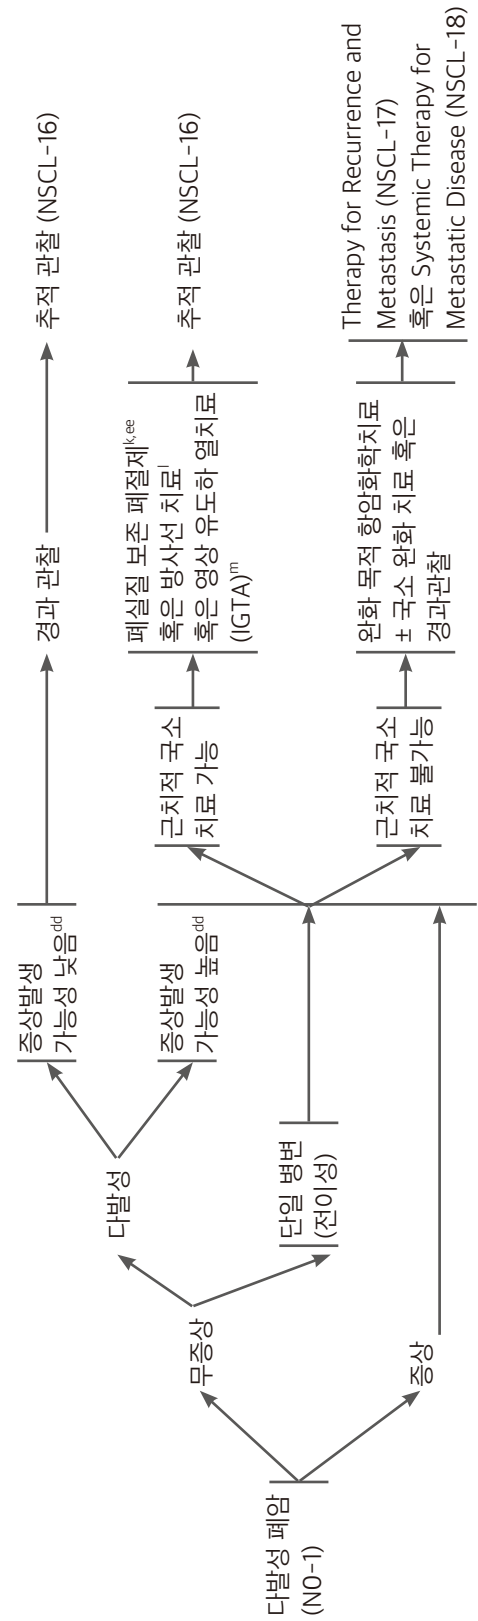 다발성 폐암
(N0-1)
무증상
증상
다발성
단일 병변
(전이성)
증상발생
가능성 낮음dd
증상발생
가능성 높음dd
근치적 국소
치료 가능
근치적 국소
치료 불가능
경과 관찰
폐실질 보존 폐절제k,ee
혹은 방사선 치료l
혹은 영상 유도하 열치료
(IGTA)m
완화 목적 항암화학치료
± 국소 완화 치료 혹은
경과관찰
추적 관찰 (NSCL-16)
추적 관찰 (NSCL-16)
Therapy for Recurrence and
Metastasis (NSCL-17)
혹은 Systemic Therapy for
Metastatic Disease (NSCL-18)